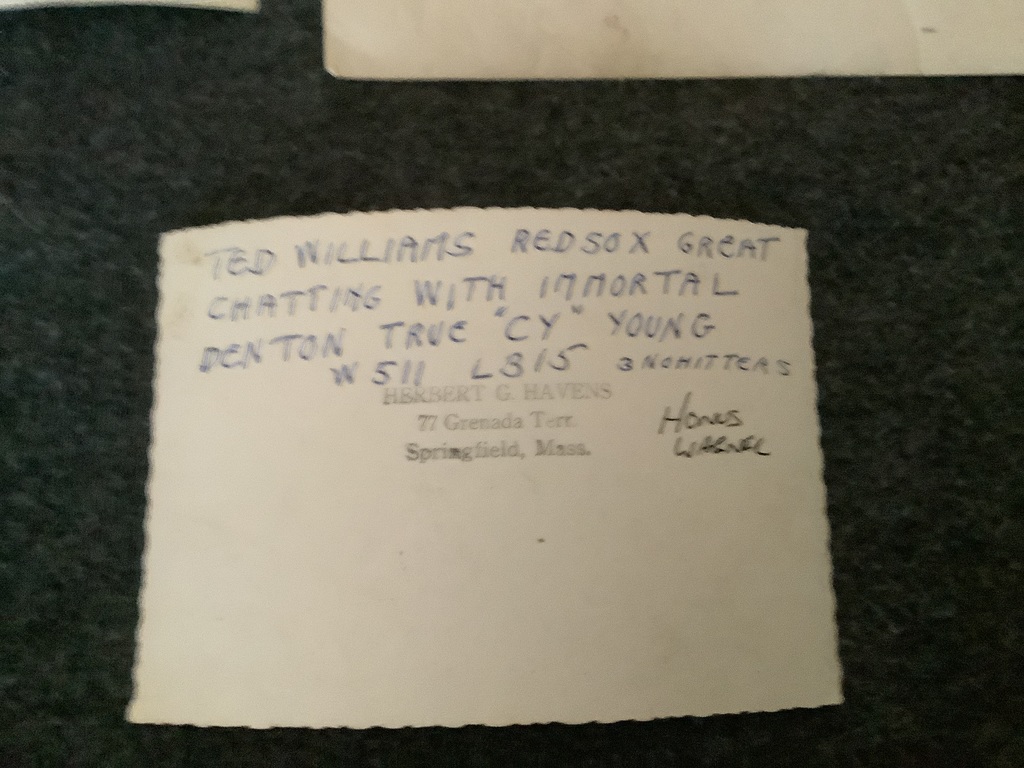 TED WILLIAMS REDSOX GREAT
CHATTING WITH IMMORTAL
DENTON TRUE "CY" YOUNG
W 511 L315 3 NOHITTERS
HERBERT G. HAVENS
77 Grenada Terr.
Springfield, Mass.
Honus
WAGNER